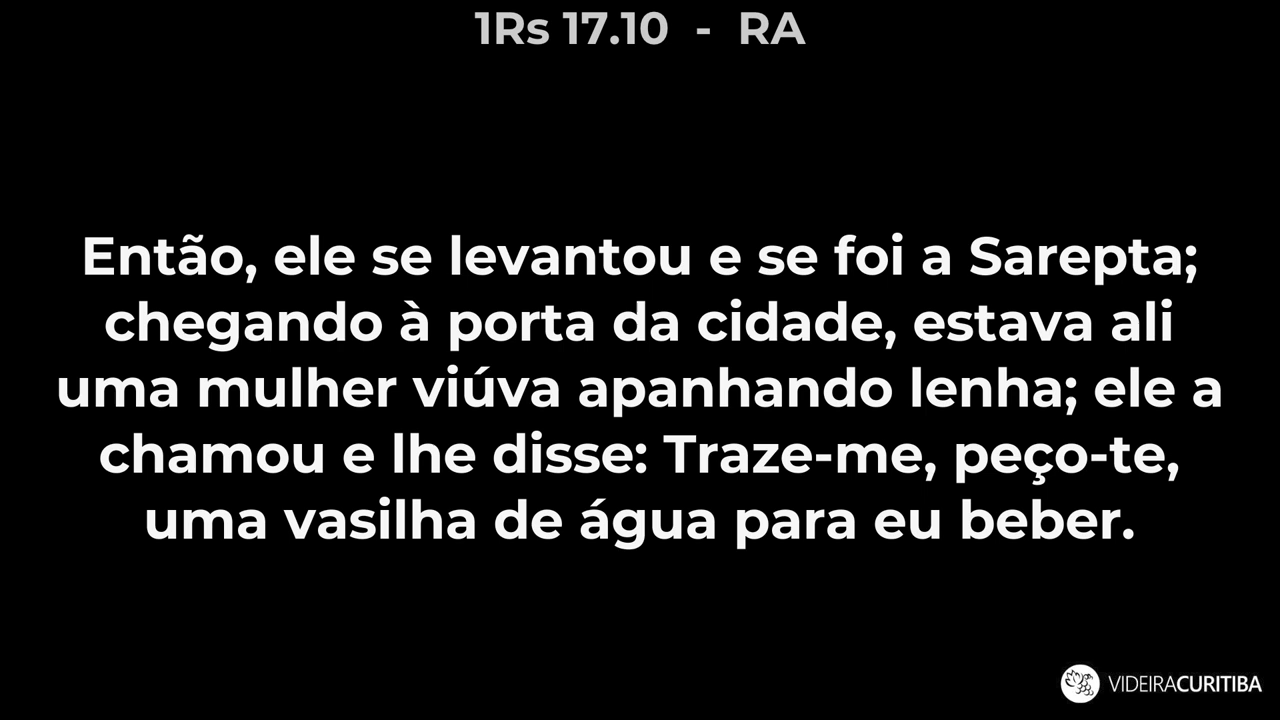 1Rs 17.10 - RA
Então, ele se levantou e se foi a Sarepta;
chegando à porta da cidade, estava ali
uma mulher viúva apanhando lenha; ele a
chamou e lhe disse: Traze-me, peço-te,
uma vasilha de água para eu beber.
VIDEIRACURITIBA